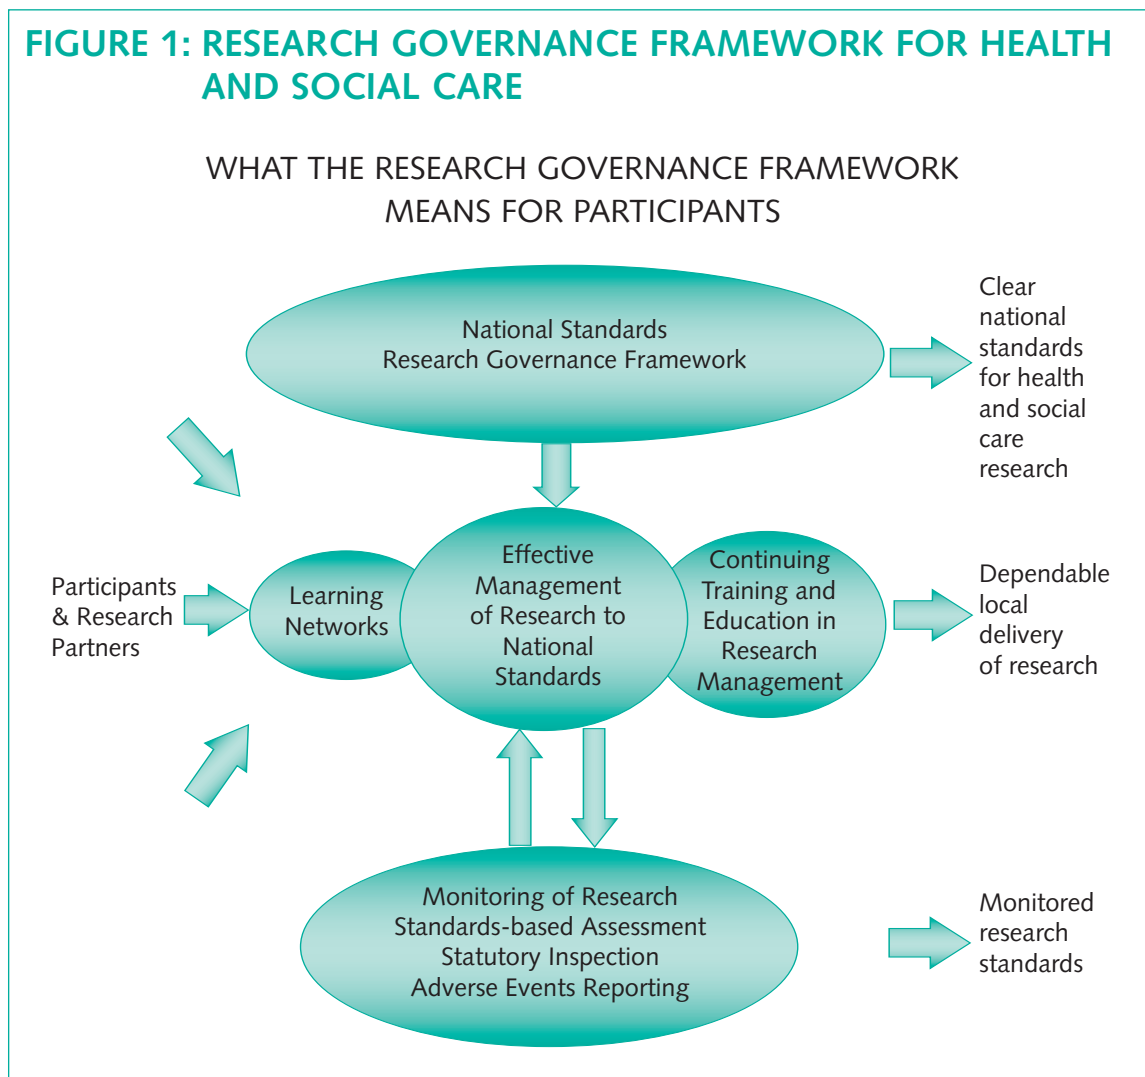 FIGURE 1: RESEARCH GOVERNANCE FRAMEWORK FOR HEALTH
AND SOCIAL CARE
WHAT THE RESEARCH GOVERNANCE FRAMEWORK
MEANS FOR PARTICIPANTS
National Standards
Research Governance Framework
Clear
national
standards
for health
and social
care
research
Participants
& Research
Partners
Learning
Networks
Effective
Management
of Research to
National
Standards
Continuing
Training and
Education in
Research
Management
Dependable
local
delivery
of research
Monitoring of Research
Standards-based Assessment
Statutory Inspection
Adverse Events Reporting
Monitored
research
standards